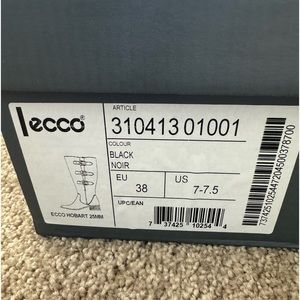 ecco®
ARTICLE
310413 01001
COLOUR
BLACK
NOIR
EU
38
US
7-7.5
ECCO HOBART 25MM
UPC/EAN
7 37425 10254 4